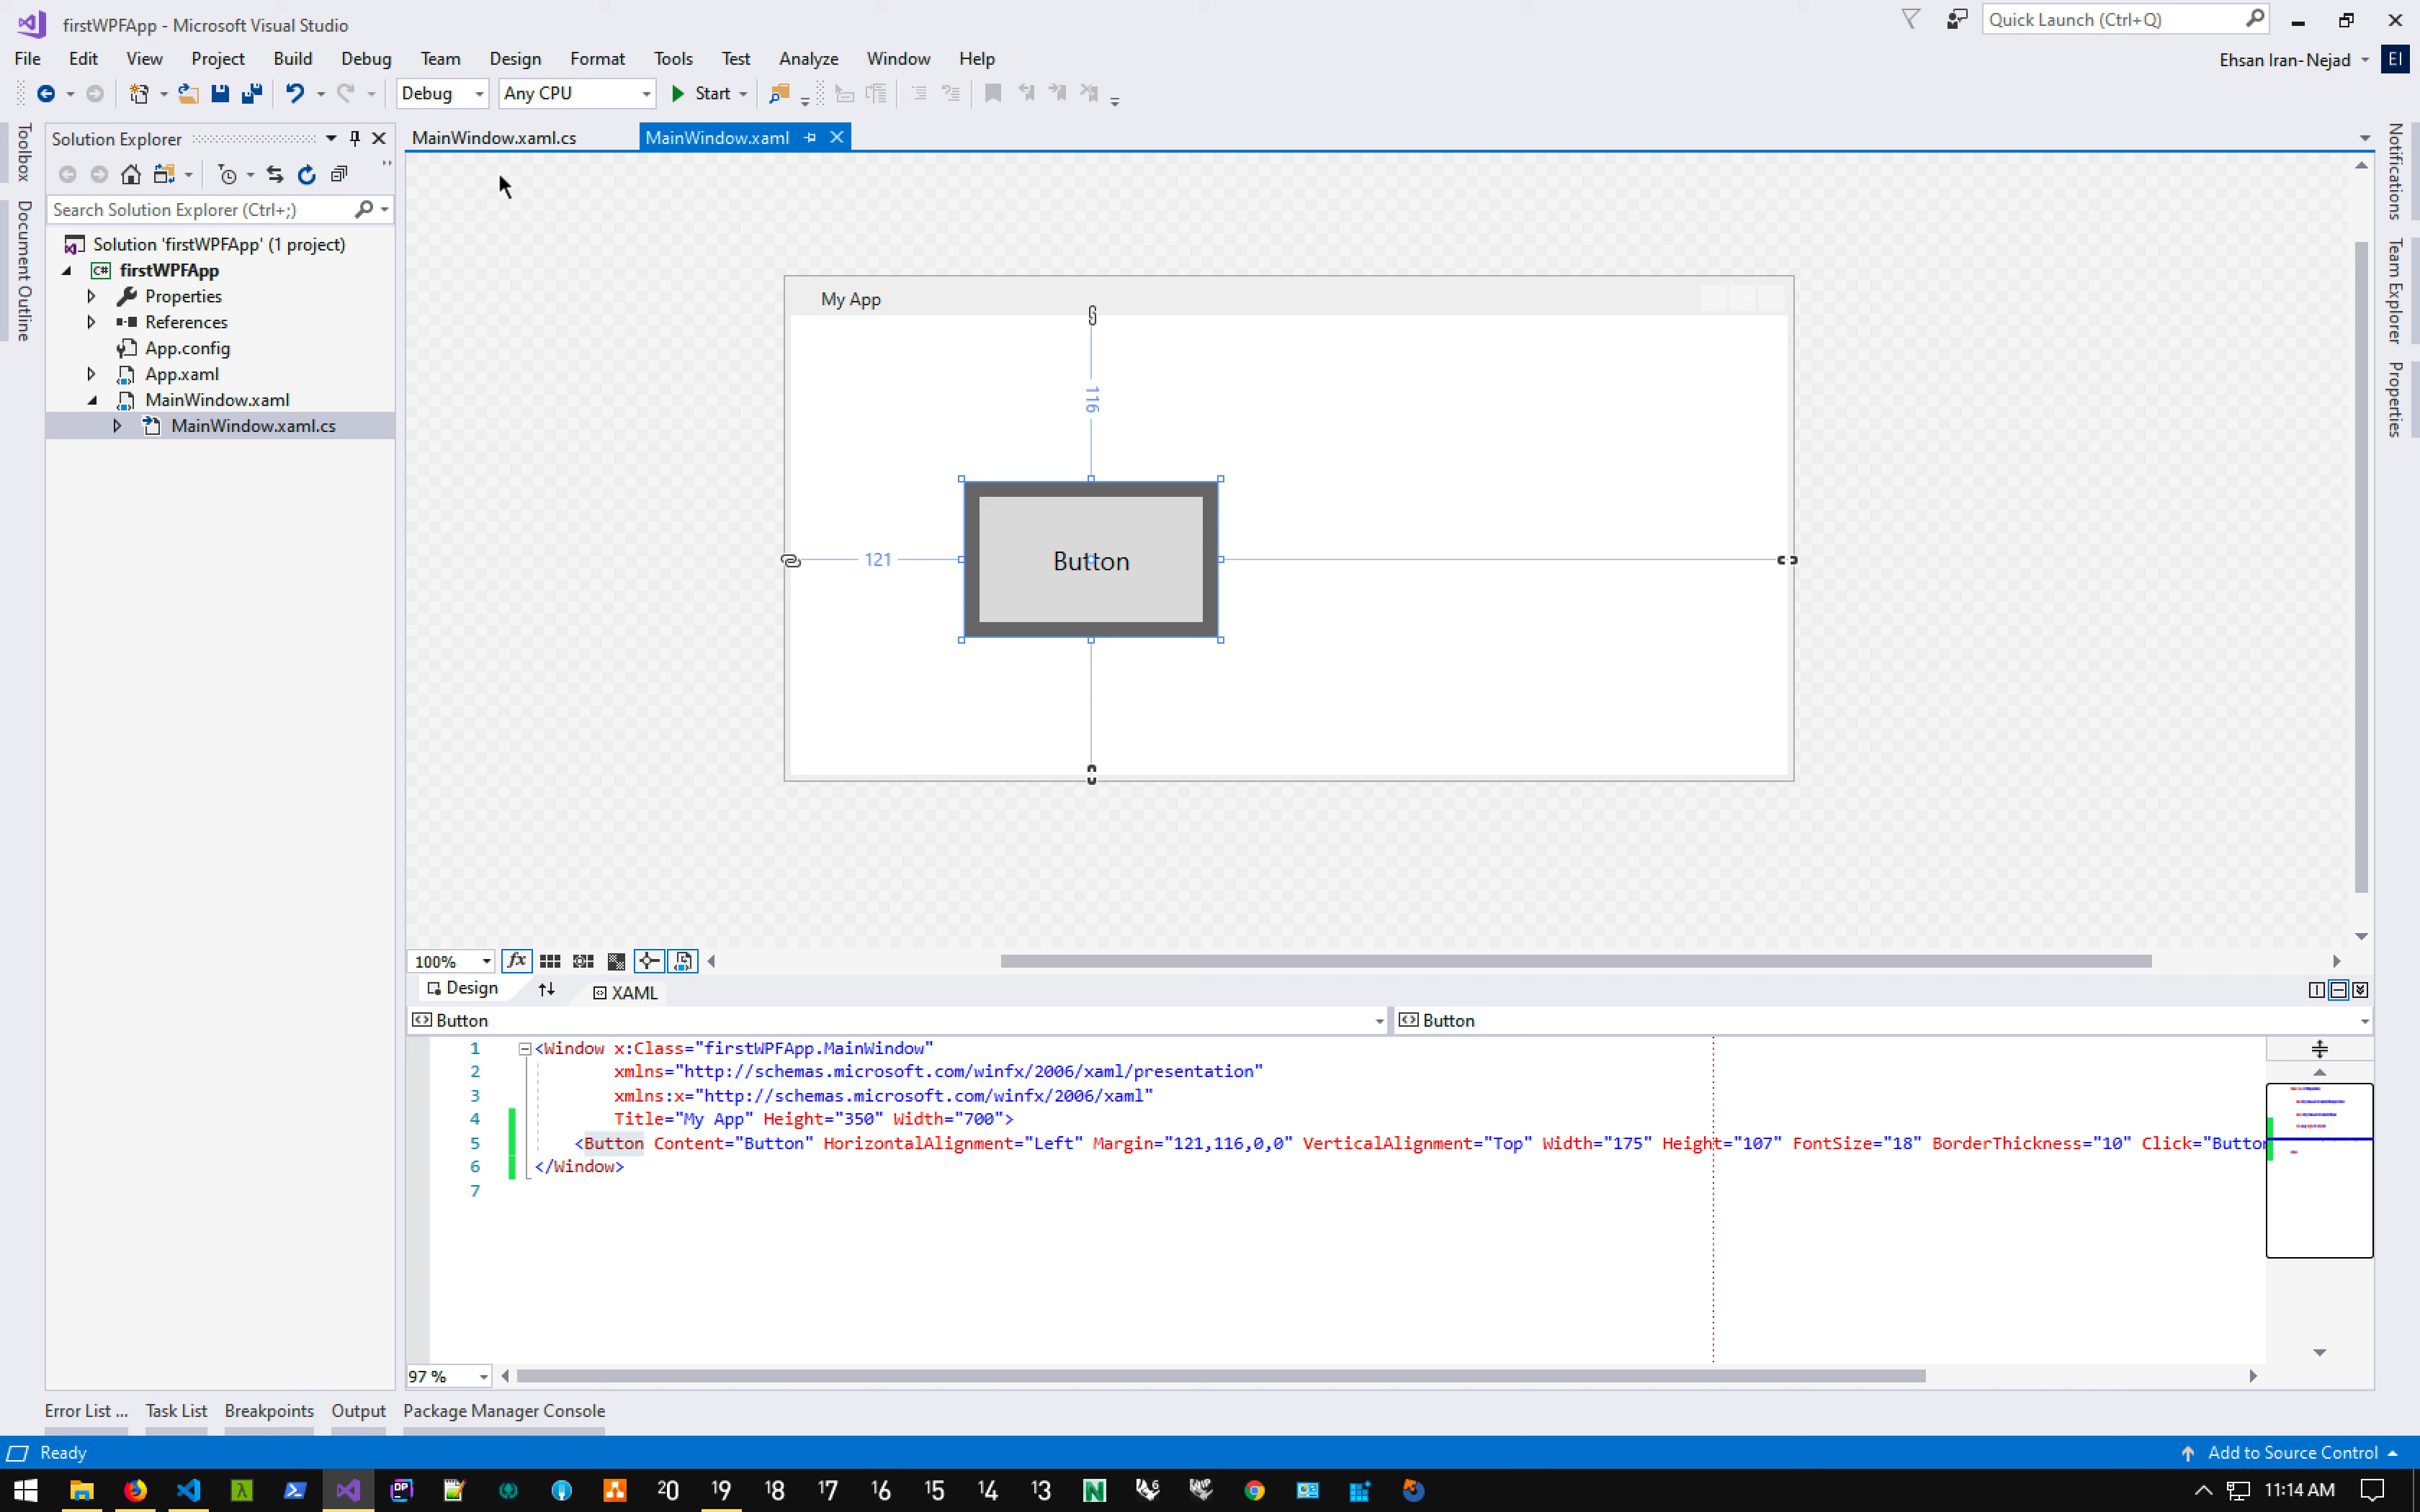 firstWPFApp - Microsoft Visual Studio
Quick Launch (Ctrl+Q)
File Edit View Project Build Debug Team Design Format Tools Test Analyze Window Help
Ehsan Iran-Nejad EI
Debug Any CPU Start
Toolbox
Document Outline
Solution Explorer
Search Solution Explorer (Ctrl+;)
Solution 'firstWPFApp' (1 project)
C# firstWPFApp
Properties
References
App.config
App.xaml
MainWindow.xaml
MainWindow.xaml.cs
MainWindow.xaml.cs MainWindow.xaml
My App
116
121
Button
Notifications
Team Explorer
Properties
100% fx
Design XAML
Button Button
1 <Window x:Class="firstWPFApp.MainWindow"
2 xmlns="http://schemas.microsoft.com/winfx/2006/xaml/presentation"
3 xmlns:x="http://schemas.microsoft.com/winfx/2006/xaml"
4 Title="My App" Height="350" Width="700">
5 <Button Content="Button" HorizontalAlignment="Left" Margin="121,116,0,0" VerticalAlignment="Top" Width="175" Height="107" FontSize="18" BorderThickness="10" Click="Button
6 </Window>
7
97 %
Error List ... Task List Breakpoints Output Package Manager Console
Ready
Add to Source Control
DP 20 19 18 17 16 15 14 13 N 6 WIP
11:14 AM